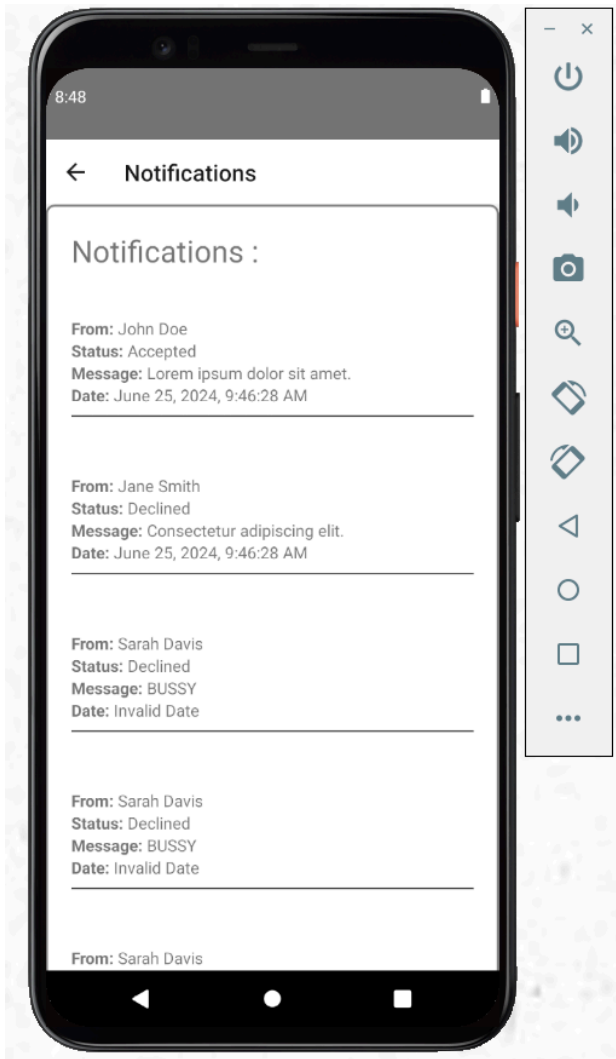 8:48
Notifications
Notifications :
From: John Doe
Status: Accepted
Message: Lorem ipsum dolor sit amet.
Date: June 25, 2024, 9:46:28 AM
From: Jane Smith
Status: Declined
Message: Consectetur adipiscing elit.
Date: June 25, 2024, 9:46:28 AM
From: Sarah Davis
Status: Declined
Message: BUSSY
Date: Invalid Date
From: Sarah Davis
Status: Declined
Message: BUSSY
Date: Invalid Date
From: Sarah Davis